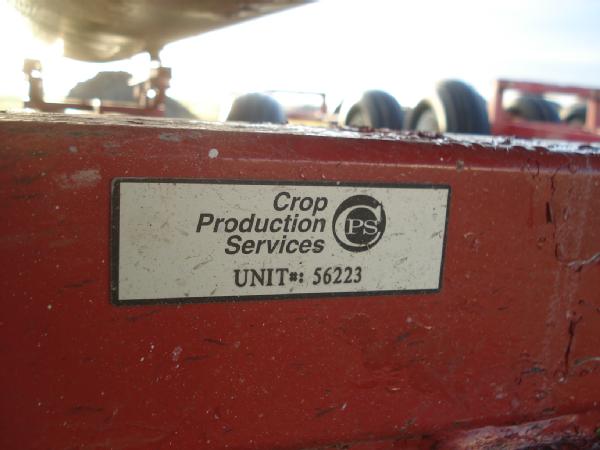 Crop
Production
Services
CPS
UNIT#: 56223